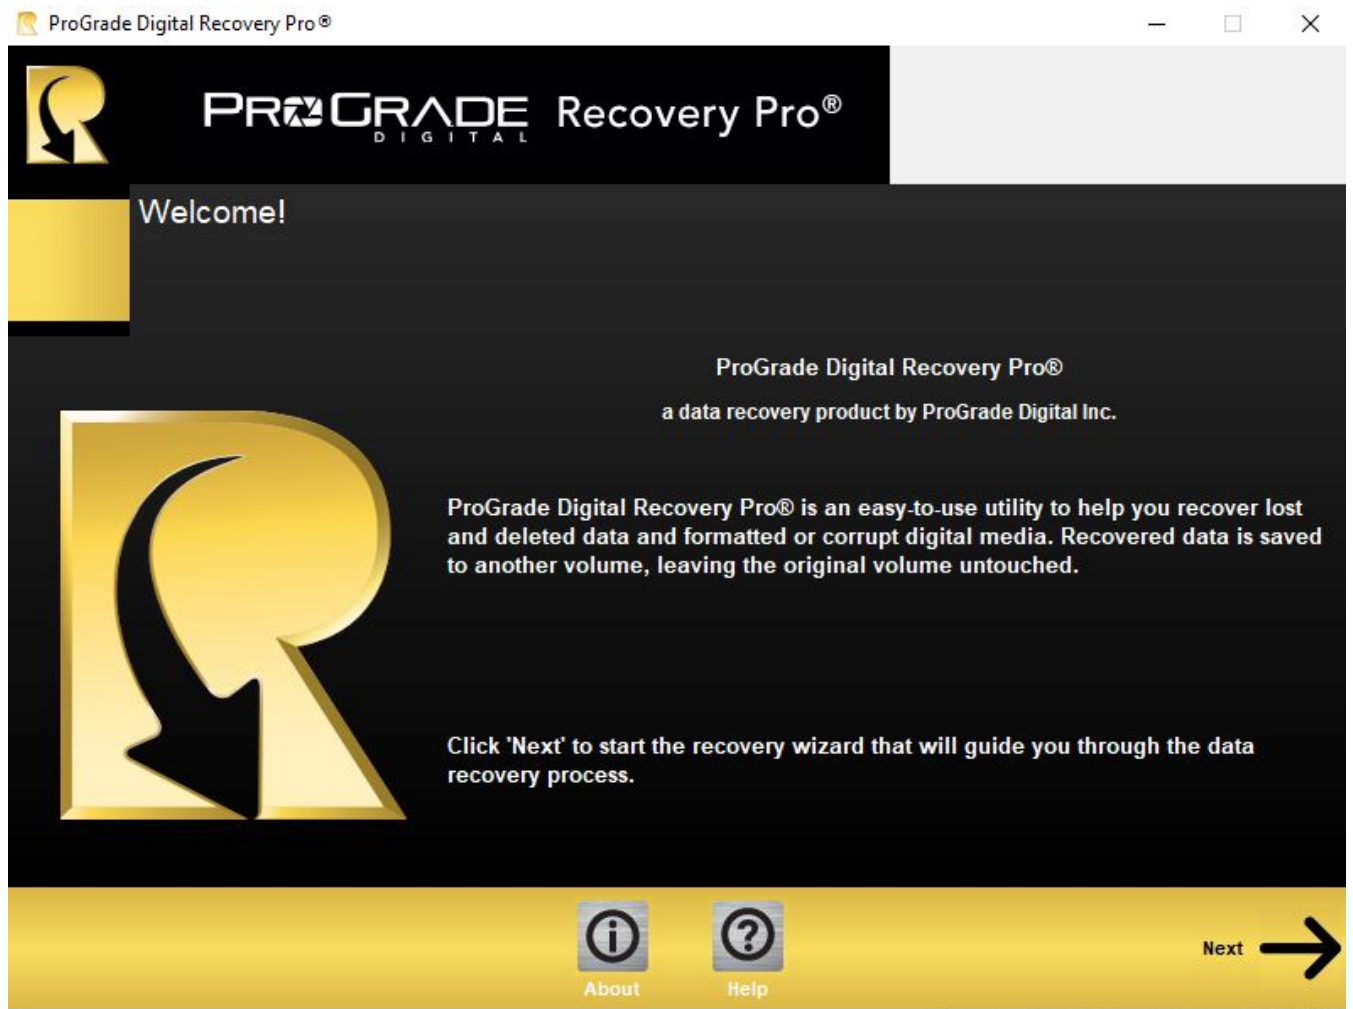 ProGrade Digital Recovery Pro®
PROGRADE Recovery Pro®
DIGITAL
Welcome!
ProGrade Digital Recovery Pro®
a data recovery product by ProGrade Digital Inc.
ProGrade Digital Recovery Pro® is an easy-to-use utility to help you recover lost
and deleted data and formatted or corrupt digital media. Recovered data is saved
to another volume, leaving the original volume untouched.
Click 'Next' to start the recovery wizard that will guide you through the data
recovery process.
About
Help
Next